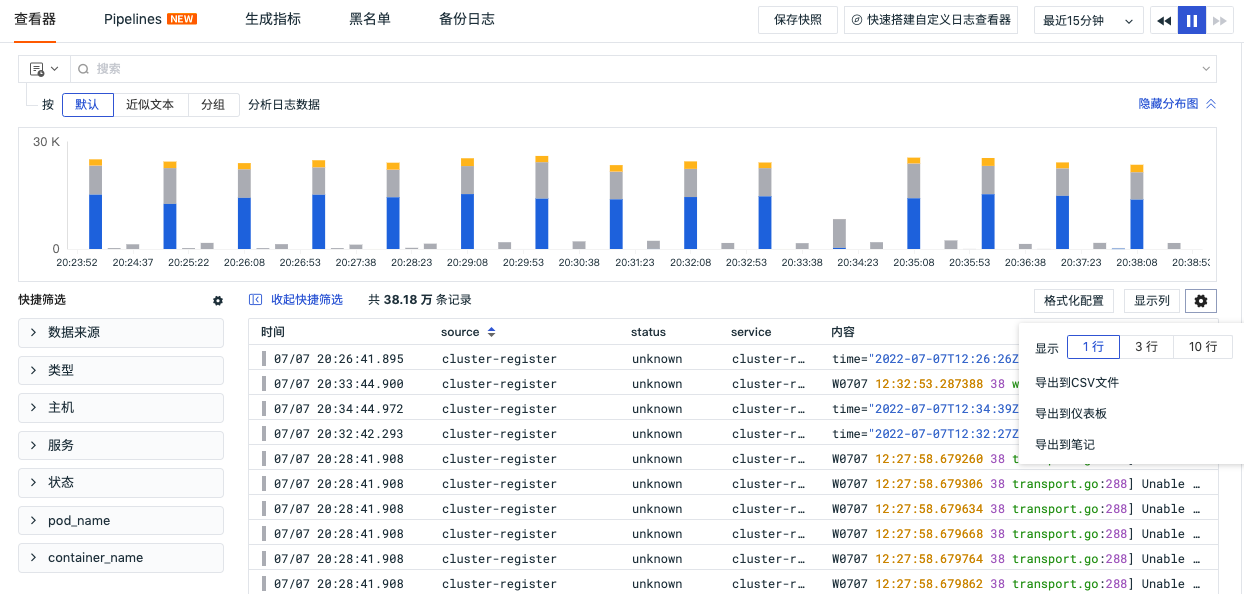 查看器 Pipelines NEW 生成指标 黑名单 备份日志 保存快照 快速搭建自定义日志查看器 最近15分钟
搜索
按 默认 近似文本 分组 分析日志数据 隐藏分布图
30 K
0
20:23:52 20:24:37 20:25:22 20:26:08 20:26:53 20:27:38 20:28:23 20:29:08 20:29:53 20:30:38 20:31:23 20:32:08 20:32:53 20:33:38 20:34:23 20:35:08 20:35:53 20:36:38 20:37:23 20:38:08 20:38:53
快捷筛选 收起快捷筛选 共 38.18 万 条记录 格式化配置 显示列
数据来源
类型
主机
服务
状态
pod_name
container_name
时间 source status service 内容
07/07 20:26:41.895 cluster-register unknown cluster-r… time="2022-07-07T12:26:26Z
07/07 20:33:44.900 cluster-register unknown cluster-r… W0707 12:32:53.287388 38 w
07/07 20:34:44.972 cluster-register unknown cluster-r… time="2022-07-07T12:34:39Z
07/07 20:32:42.293 cluster-register unknown cluster-r… time="2022-07-07T12:32:27Z
07/07 20:28:41.908 cluster-register unknown cluster-r… W0707 12:27:58.679260 38 transport.go:288] Unable …
07/07 20:28:41.908 cluster-register unknown cluster-r… W0707 12:27:58.679306 38 transport.go:288] Unable …
07/07 20:28:41.908 cluster-register unknown cluster-r… W0707 12:27:58.679634 38 transport.go:288] Unable …
07/07 20:28:41.908 cluster-register unknown cluster-r… W0707 12:27:58.679668 38 transport.go:288] Unable …
07/07 20:28:41.908 cluster-register unknown cluster-r… W0707 12:27:58.679764 38 transport.go:288] Unable …
07/07 20:28:41.908 cluster-register unknown cluster-r… W0707 12:27:58.679862 38 transport.go:288] Unable …
显示 1 行 3 行 10 行
导出到CSV文件
导出到仪表板
导出到笔记